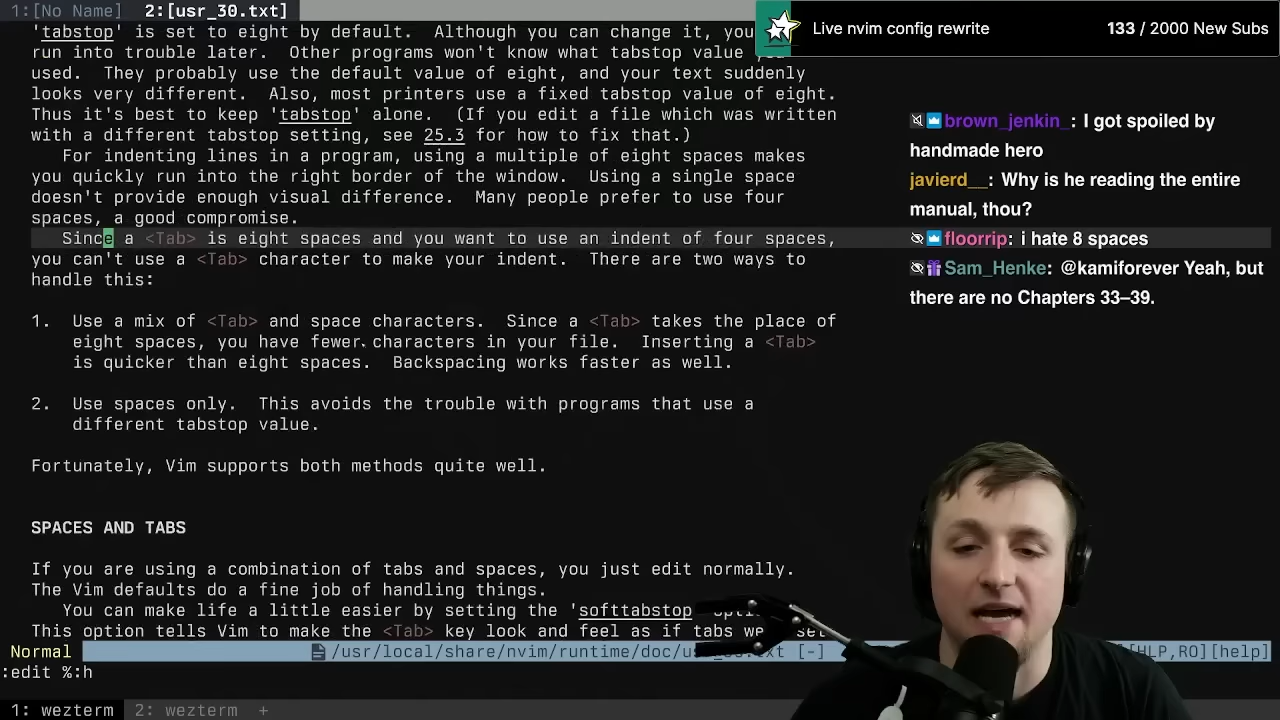 1:[No Name]  2:[usr_30.txt]
'tabstop' is set to eight by default.  Although you can change it, you
run into trouble later.  Other programs won't know what tabstop value
used.  They probably use the default value of eight, and your text suddenly
looks very different.  Also, most printers use a fixed tabstop value of eight.
Thus it's best to keep 'tabstop' alone.  (If you edit a file which was written
with a different tabstop setting, see 25.3 for how to fix that.)
For indenting lines in a program, using a multiple of eight spaces makes
you quickly run into the right border of the window.  Using a single space
doesn't provide enough visual difference.  Many people prefer to use four
spaces, a good compromise.
Since a <Tab> is eight spaces and you want to use an indent of four spaces,
you can't use a <Tab> character to make your indent.  There are two ways to
handle this:
1.  Use a mix of <Tab> and space characters.  Since a <Tab> takes the place of
eight spaces, you have fewer characters in your file.  Inserting a <Tab>
is quicker than eight spaces.  Backspacing works faster as well.
2.  Use spaces only.  This avoids the trouble with programs that use a
different tabstop value.
Fortunately, Vim supports both methods quite well.
SPACES AND TABS
If you are using a combination of tabs and spaces, you just edit normally.
The Vim defaults do a fine job of handling things.
You can make life a little easier by setting the 'softtabstop
This option tells Vim to make the <Tab> key look and feel as if tabs
Normal /usr/local/share/nvim/runtime/doc/ [-] [HLP,RO][help]
:edit %:h
1: wezterm  2: wezterm  +
Live nvim config rewrite 133 / 2000 New Subs
brown_jenkin_: I got spoiled by
handmade hero
javierd__: Why is he reading the entire
manual, thou?
floorrip: i hate 8 spaces
Sam_Henke: @kamiforever Yeah, but
there are no Chapters 33–39.